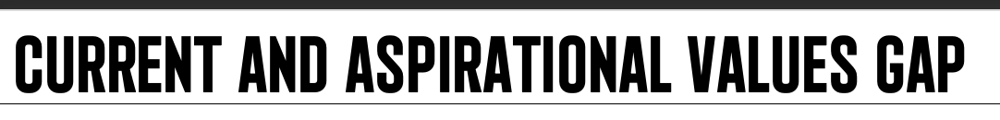 CURRENT AND ASPIRATIONAL VALUES GAP